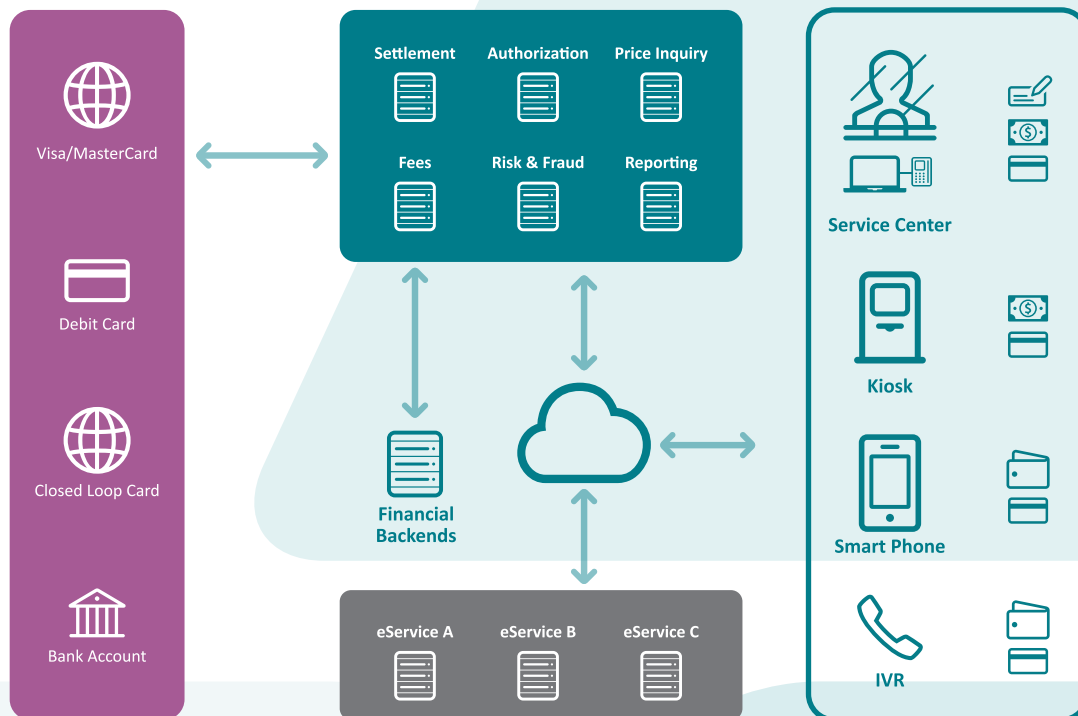 Visa/MasterCard
Debit Card
Closed Loop Card
Bank Account
Settlement
Authorization
Price Inquiry
Fees
Risk & Fraud
Reporting
Financial
Backends
eService A
eService B
eService C
Service Center
Kiosk
Smart Phone
IVR